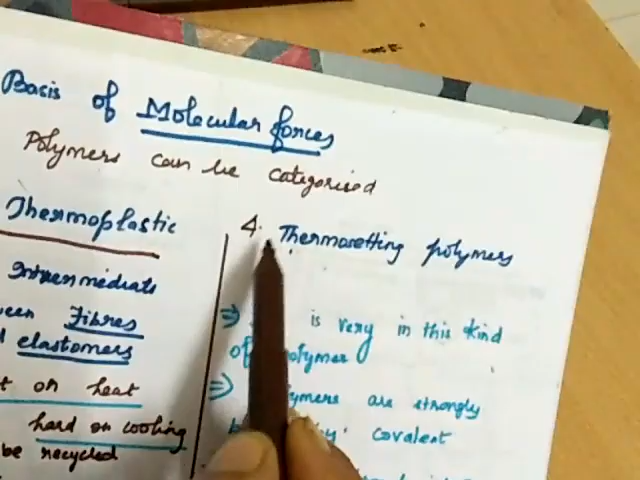 Basis of Molecular forces
Polymers can be categorised
Thermoplastic
Intermediate
Fibres
elastomers
on heat
hard on cooling
be recycled
4. Thermosetting polymers
⇒ is very in this kind
of polymer
⇒ are strongly
covalent